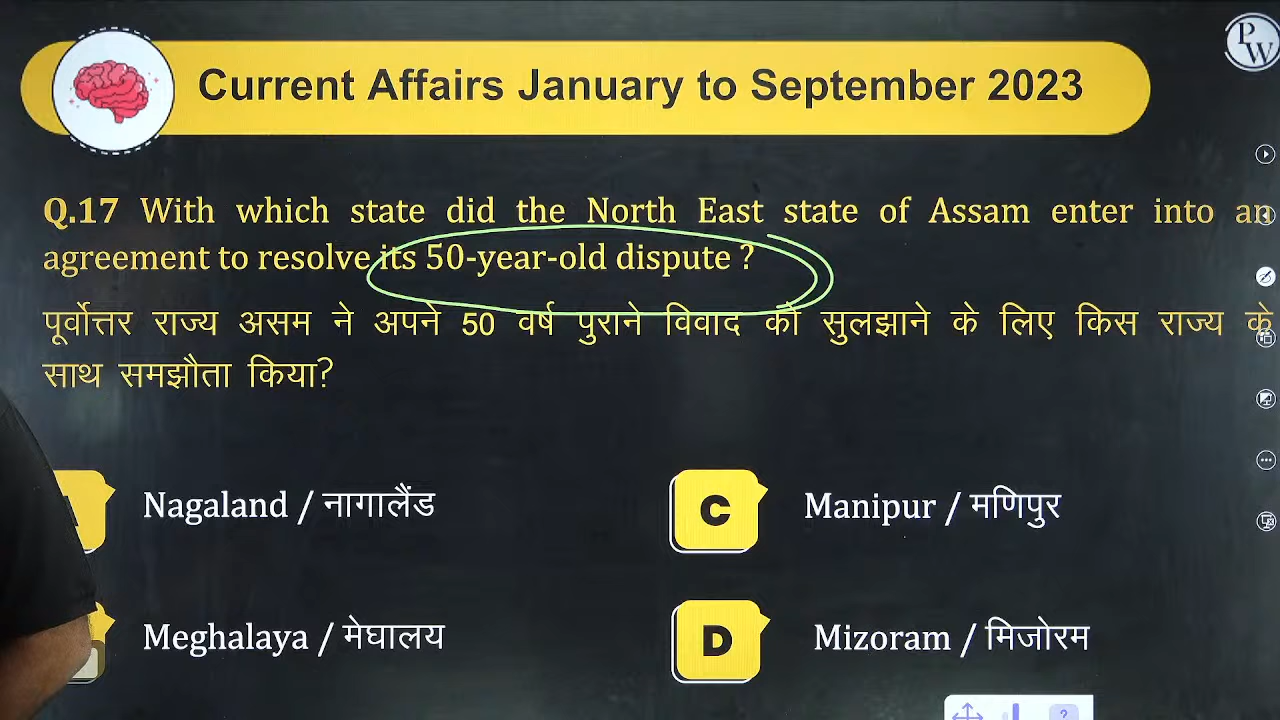 PW
Current Affairs January to September 2023
Q.17 With which state did the North East state of Assam enter into an
agreement to resolve its 50-year-old dispute ?
पूर्वोत्तर राज्य असम ने अपने 50 वर्ष पुराने विवाद को सुलझाने के लिए किस राज्य के
साथ समझौता किया?
Nagaland / नागालैंड
C Manipur / मणिपुर
Meghalaya / मेघालय
D Mizoram / मिजोरम
?